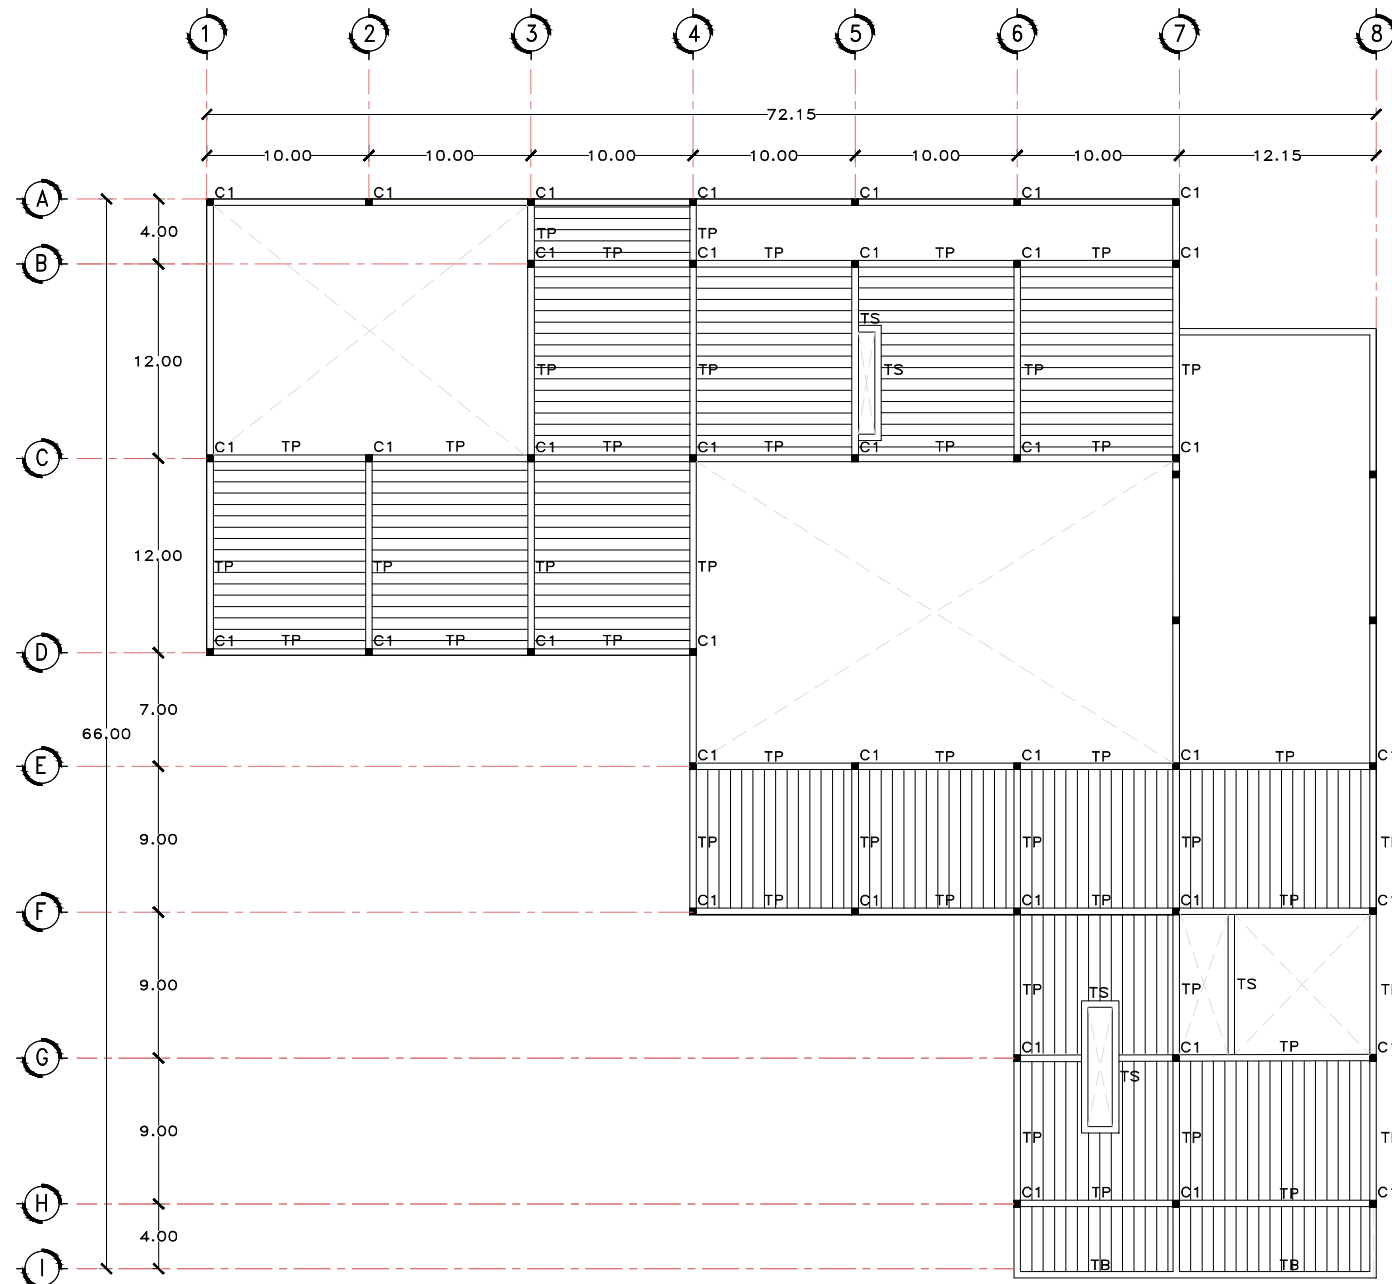 1 2 3 4 5 6 7 8
72.15
10.00 10.00 10.00 10.00 10.00 10.00 12.15
A C1 C1 C1 C1 C1 C1 C1
4.00 TP TP
B C1 TP C1 TP C1 TP C1 TP C1
TS
12.00 TP TP TS TP TP
C C1 TP C1 TP C1 TP C1 TP C1 TP C1 TP C1
12.00
TP TP TP TP
D C1 TP C1 TP C1 TP C1
7.00
66.00
E C1 TP C1 TP C1 TP C1 TP C1
9.00 TP TP TP TP
F C1 TP C1 TP C1 TP C1 TP C1
9.00 TP TS TP TS
G C1 C1 TP C1
TS
9.00 TP TP
H C1 TP C1 TP C1
4.00
I TB TB